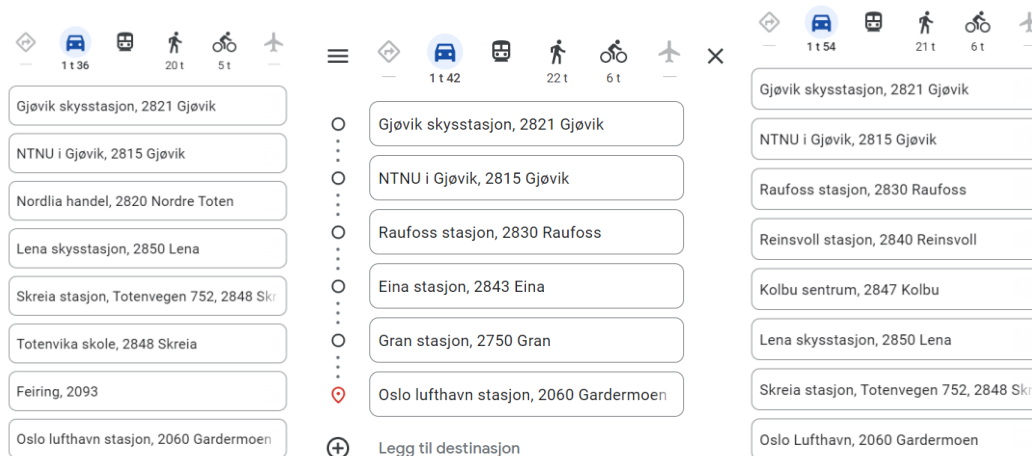 1 t 36
20 t
5 t
Gjøvik skysstasjon, 2821 Gjøvik
NTNU i Gjøvik, 2815 Gjøvik
Nordlia handel, 2820 Nordre Toten
Lena skysstasjon, 2850 Lena
Skreia stasjon, Totenvegen 752, 2848 Skr
Totenvika skole, 2848 Skreia
Feiring, 2093
Oslo lufthavn stasjon, 2060 Gardermoen
1 t 42
22 t
6 t
Gjøvik skysstasjon, 2821 Gjøvik
NTNU i Gjøvik, 2815 Gjøvik
Raufoss stasjon, 2830 Raufoss
Eina stasjon, 2843 Eina
Gran stasjon, 2750 Gran
Oslo lufthavn stasjon, 2060 Gardermoen
Legg til destinasjon
1 t 54
21 t
6 t
Gjøvik skysstasjon, 2821 Gjøvik
NTNU i Gjøvik, 2815 Gjøvik
Raufoss stasjon, 2830 Raufoss
Reinsvoll stasjon, 2840 Reinsvoll
Kolbu sentrum, 2847 Kolbu
Lena skysstasjon, 2850 Lena
Skreia stasjon, Totenvegen 752, 2848 Skr
Oslo Lufthavn, 2060 Gardermoen